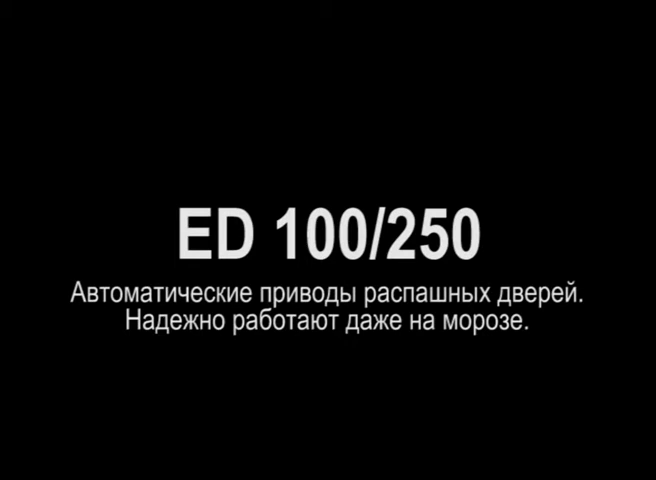 ED 100/250
Автоматические приводы распашных дверей.
Надежно работают даже на морозе.